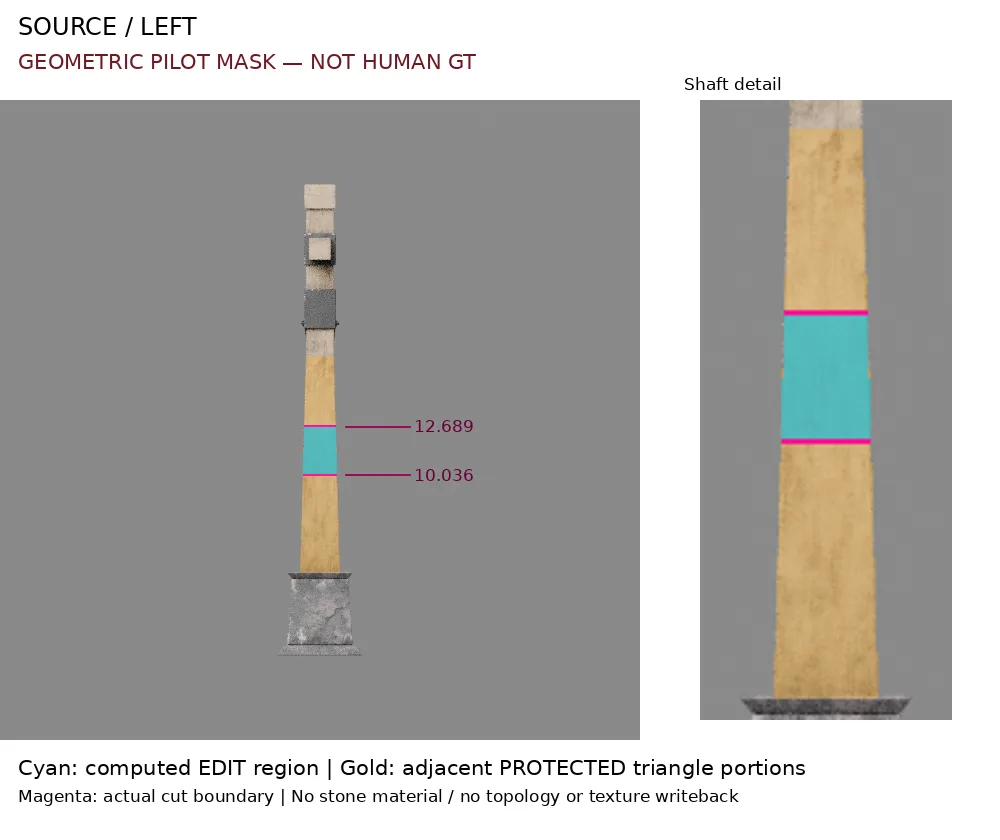 SOURCE / LEFT
GEOMETRIC PILOT MASK — NOT HUMAN GT
Shaft detail
12.689
10.036
Cyan: computed EDIT region | Gold: adjacent PROTECTED triangle portions
Magenta: actual cut boundary | No stone material / no topology or texture writeback